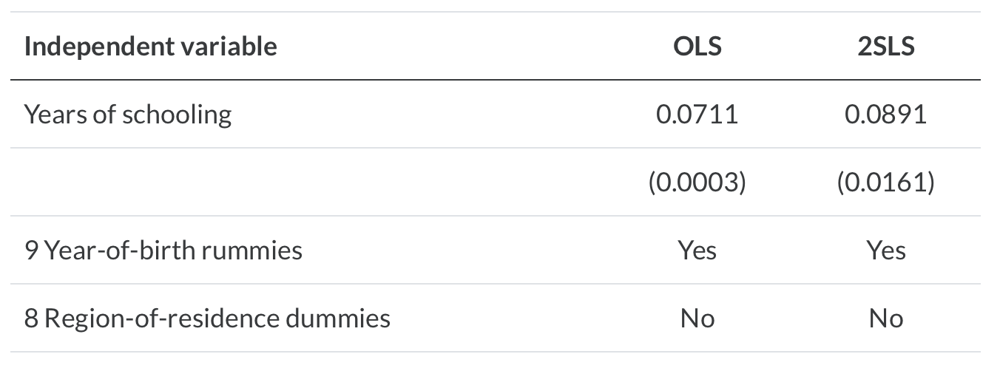 Independent variable OLS 2SLS
Years of schooling 0.0711 0.0891
(0.0003) (0.0161)
9 Year-of-birth rummies Yes Yes
8 Region-of-residence dummies No No